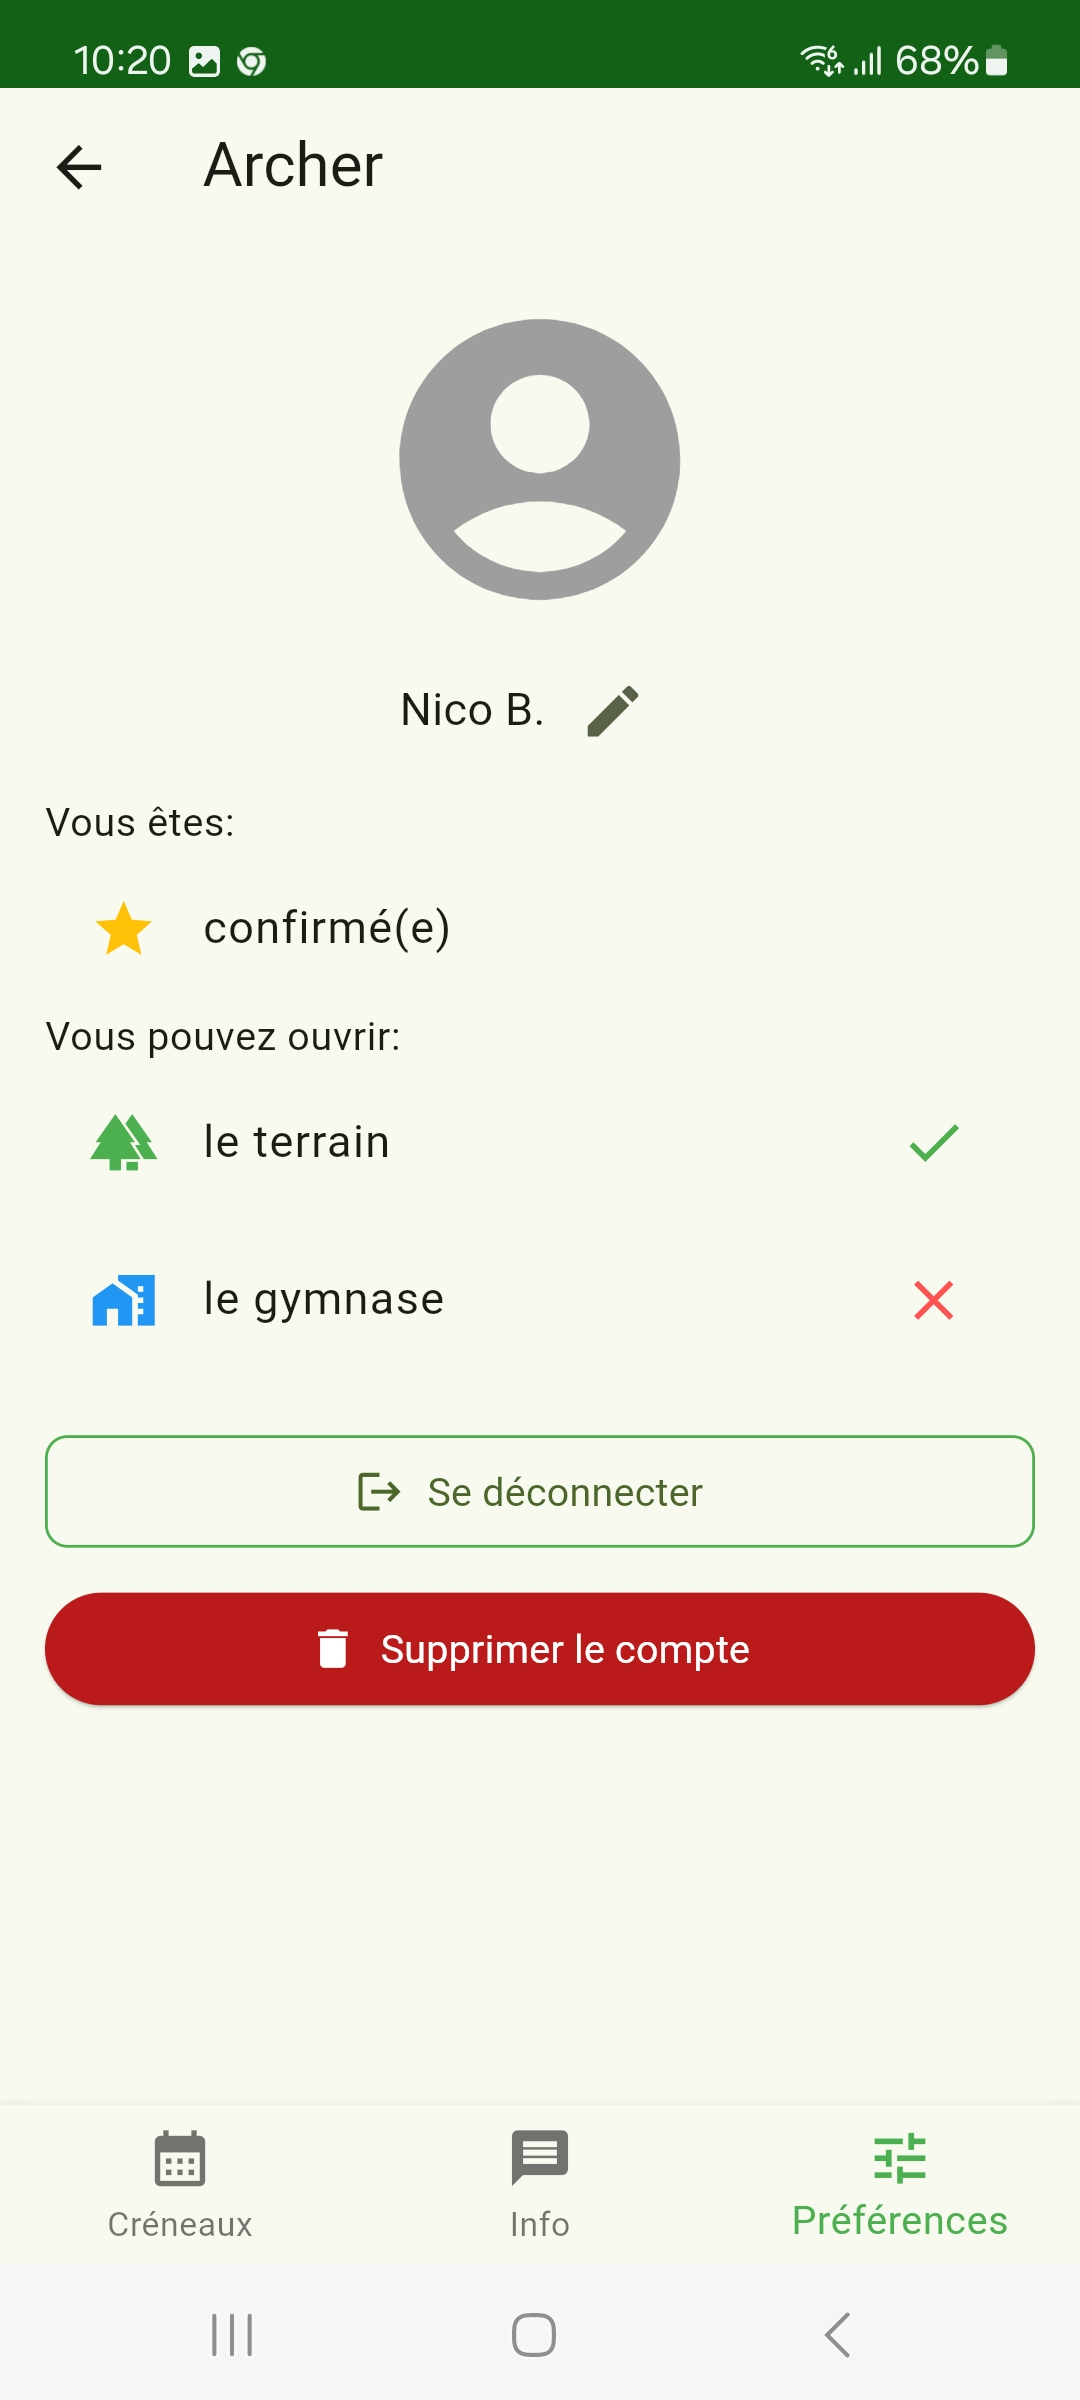 10:20 68%
Archer
Nico B.
Vous êtes:
confirmé(e)
Vous pouvez ouvrir:
le terrain
le gymnase
Se déconnecter
Supprimer le compte
Créneaux Info Préférences